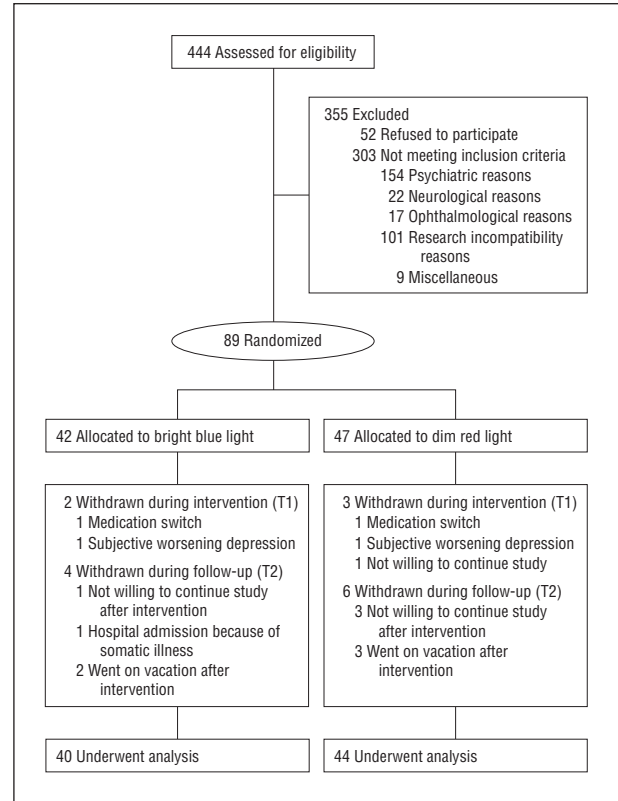 444 Assessed for eligibility
355 Excluded
52 Refused to participate
303 Not meeting inclusion criteria
154 Psychiatric reasons
22 Neurological reasons
17 Ophthalmological reasons
101 Research incompatibility
reasons
9 Miscellaneous
89 Randomized
42 Allocated to bright blue light
47 Allocated to dim red light
2 Withdrawn during intervention (T1)
1 Medication switch
1 Subjective worsening depression
4 Withdrawn during follow-up (T2)
1 Not willing to continue study
after intervention
1 Hospital admission because of
somatic illness
2 Went on vacation after
intervention
3 Withdrawn during intervention (T1)
1 Medication switch
1 Subjective worsening depression
1 Not willing to continue study
6 Withdrawn during follow-up (T2)
3 Not willing to continue study
after intervention
3 Went on vacation after
intervention
40 Underwent analysis
44 Underwent analysis